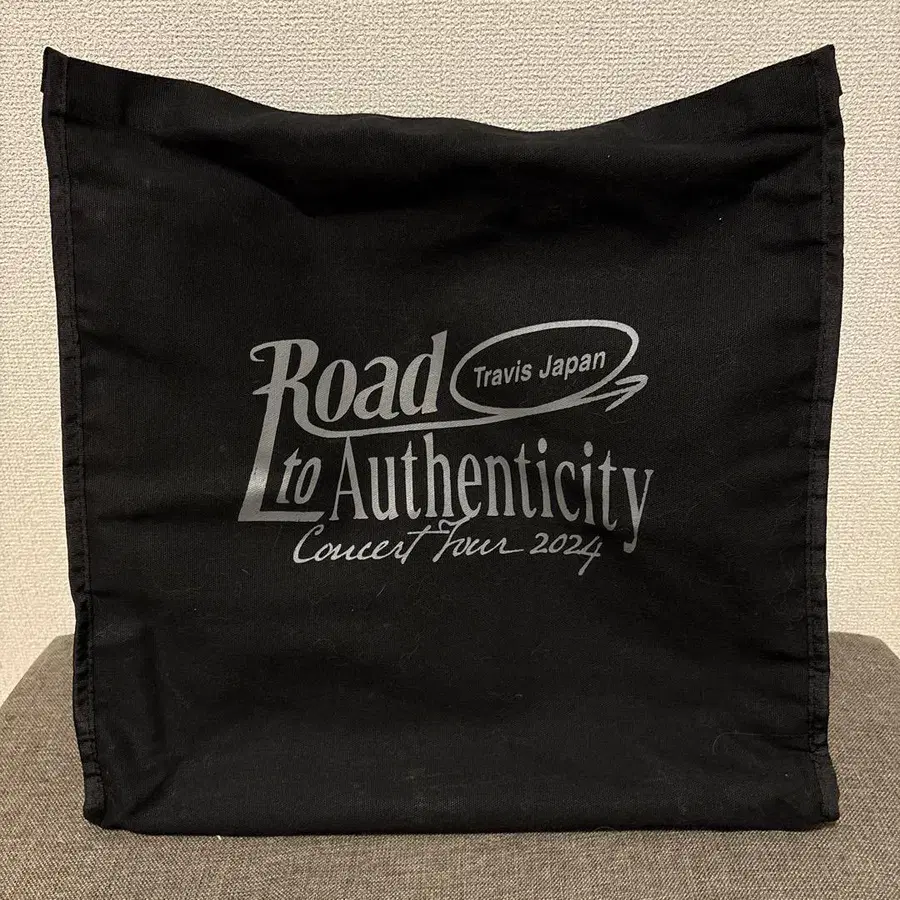 Road Travis Japan
to Authenticity
Concert Tour 2024